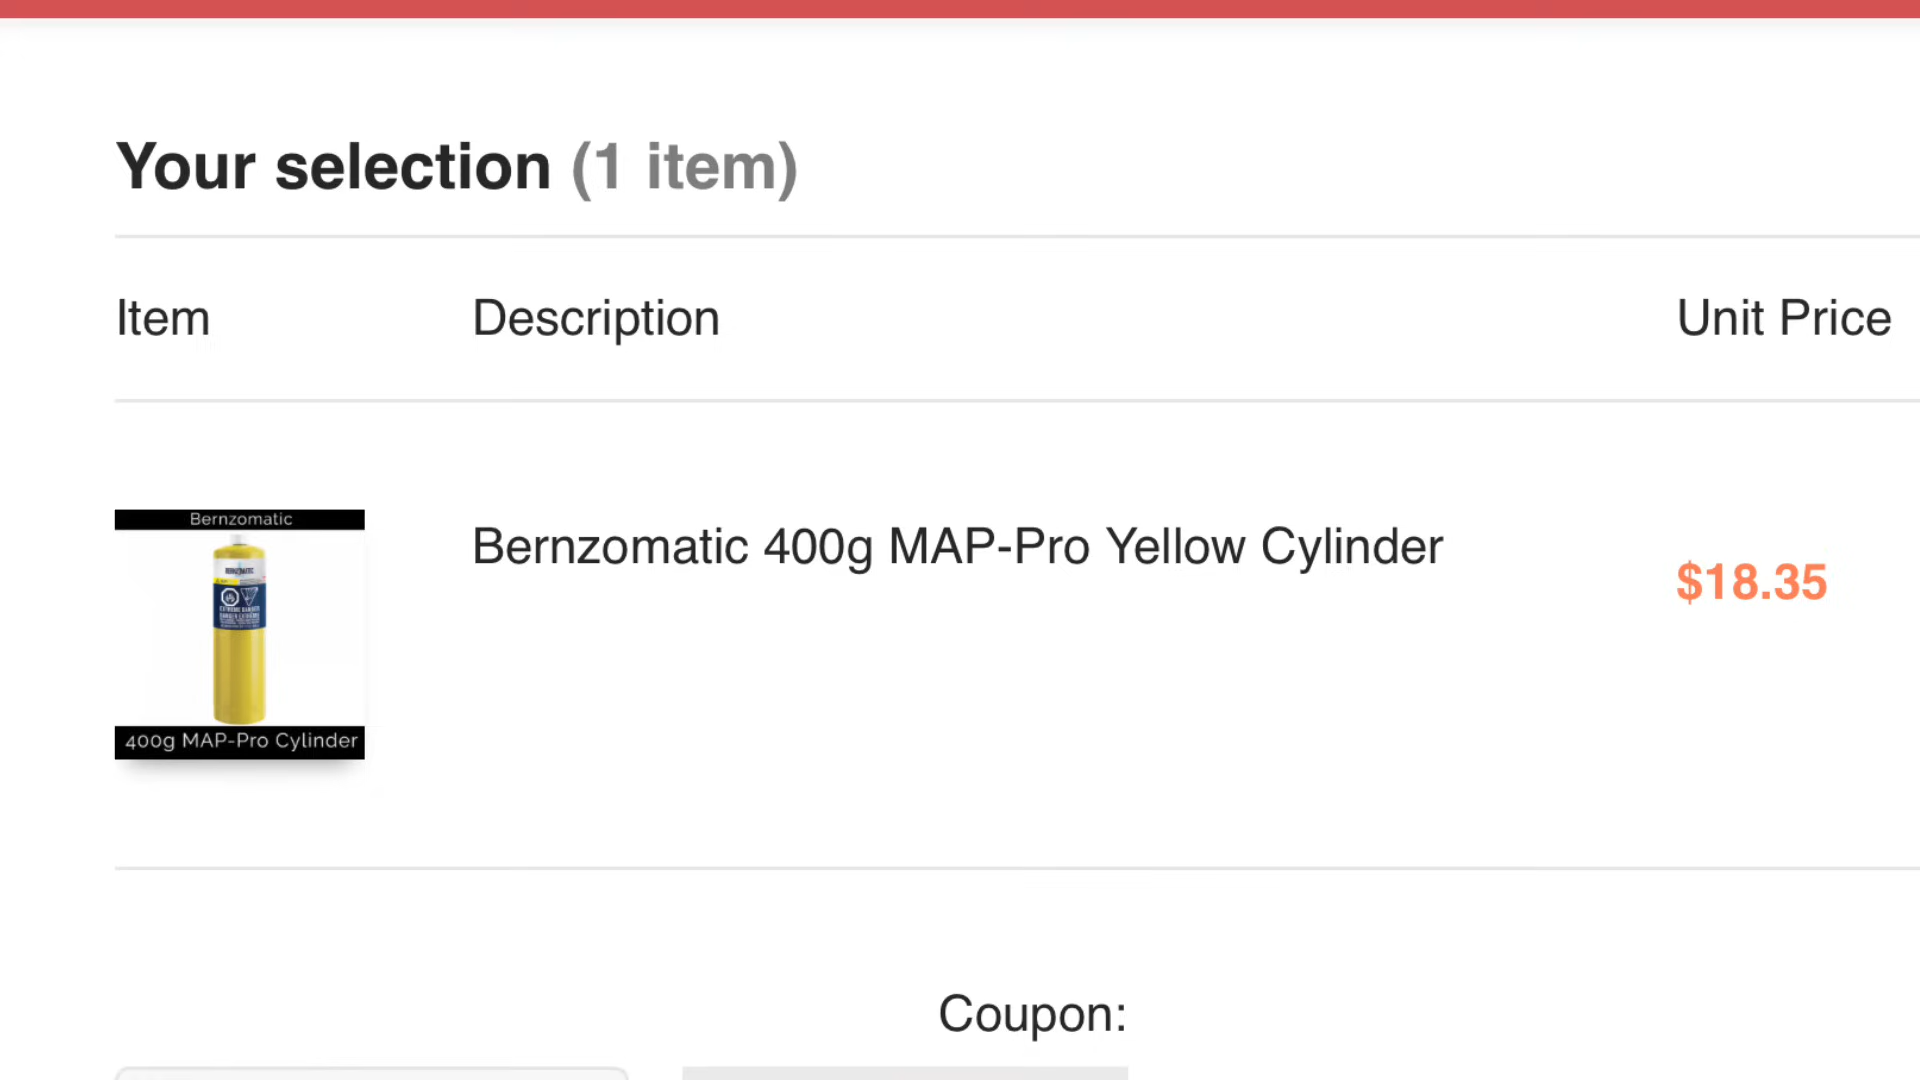 Your selection (1 item)
Item Description Unit Price
Bernzomatic
BERNZOMATIC
Bernzomatic 400g MAP-Pro Yellow Cylinder
$18.35
400g MAP-Pro Cylinder
Coupon: